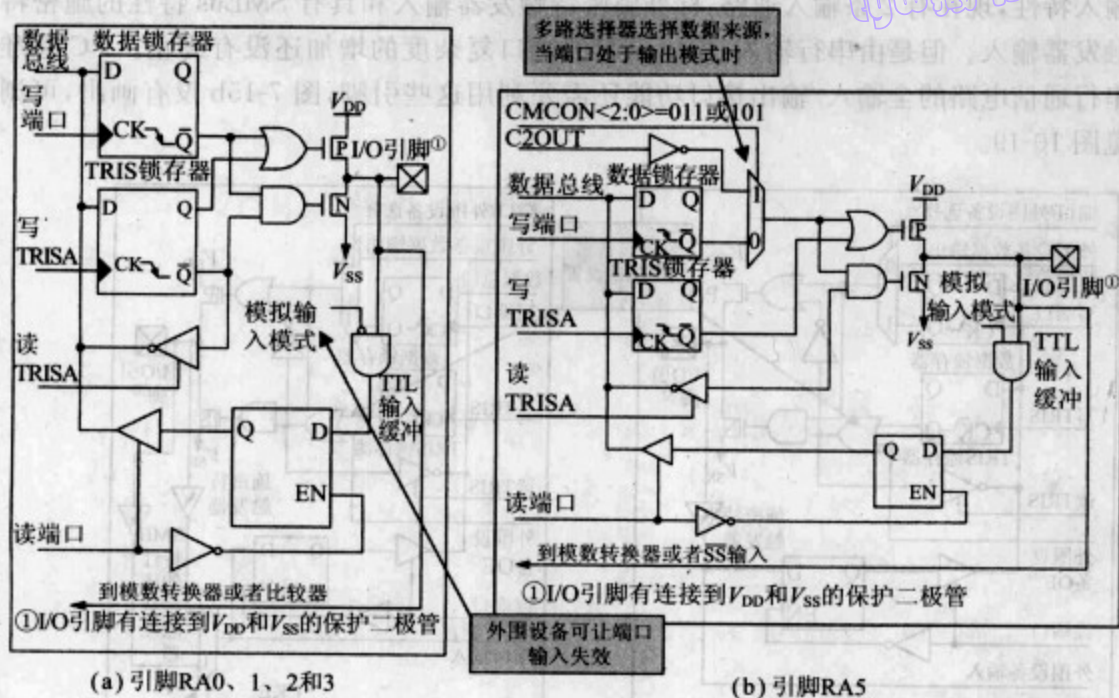 数据
总线
数据锁存器
D Q
写
端口
CK Q
TRIS锁存器
D Q
写
TRISA
CK Q
VDD
P
I/O引脚①
N
VSS
模拟输
入模式
读
TRISA
TTL
输入
缓冲
Q D
EN
读端口
到模数转换器或者比较器
①I/O引脚有连接到VDD和VSS的保护二极管
(a) 引脚RA0、1、2和3
外围设备可让端口
输入失效
多路选择器选择数据来源,
当端口处于输出模式时
CMCON<2:0>=011或101
C2OUT
数据总线
数据锁存器
D Q
1
写端口
CK Q
0
TRIS锁存器
D Q
写
TRISA
CK Q
VDD
P
N
I/O引脚①
VSS
模拟
输入模式
读
TRISA
TTL
输入
缓冲
Q D
EN
读端口
到模数转换器或者SS输入
①I/O引脚有连接到VDD和VSS的保护二极管
(b) 引脚RA5